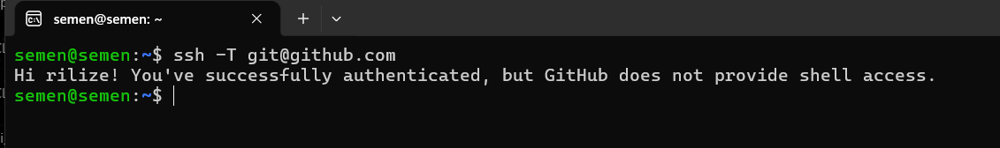 semen@semen: ~
semen@semen:~$ ssh -T git@github.com
Hi rilize! You've successfully authenticated, but GitHub does not provide shell access.
semen@semen:~$